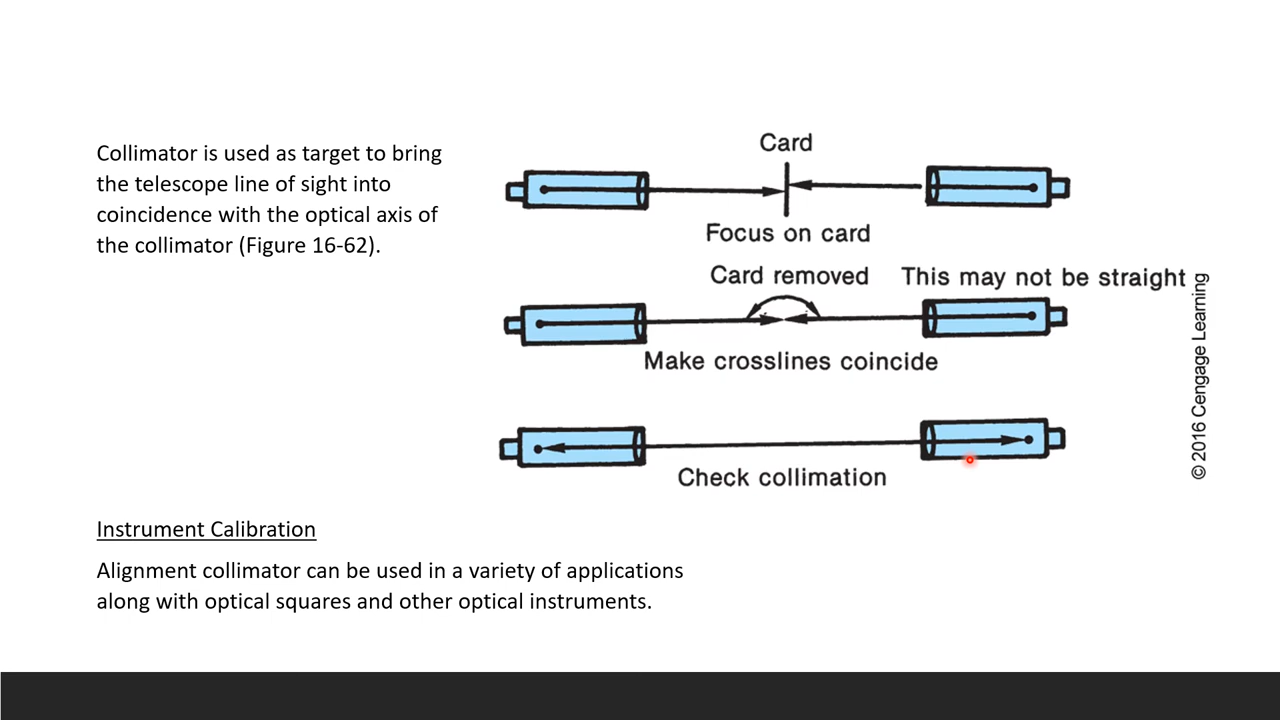 Collimator is used as target to bring
the telescope line of sight into
coincidence with the optical axis of
the collimator (Figure 16-62).
Card
Focus on card
Card removed
This may not be straight
Make crosslines coincide
Check collimation
© 2016 Cengage Learning
Instrument Calibration
Alignment collimator can be used in a variety of applications
along with optical squares and other optical instruments.